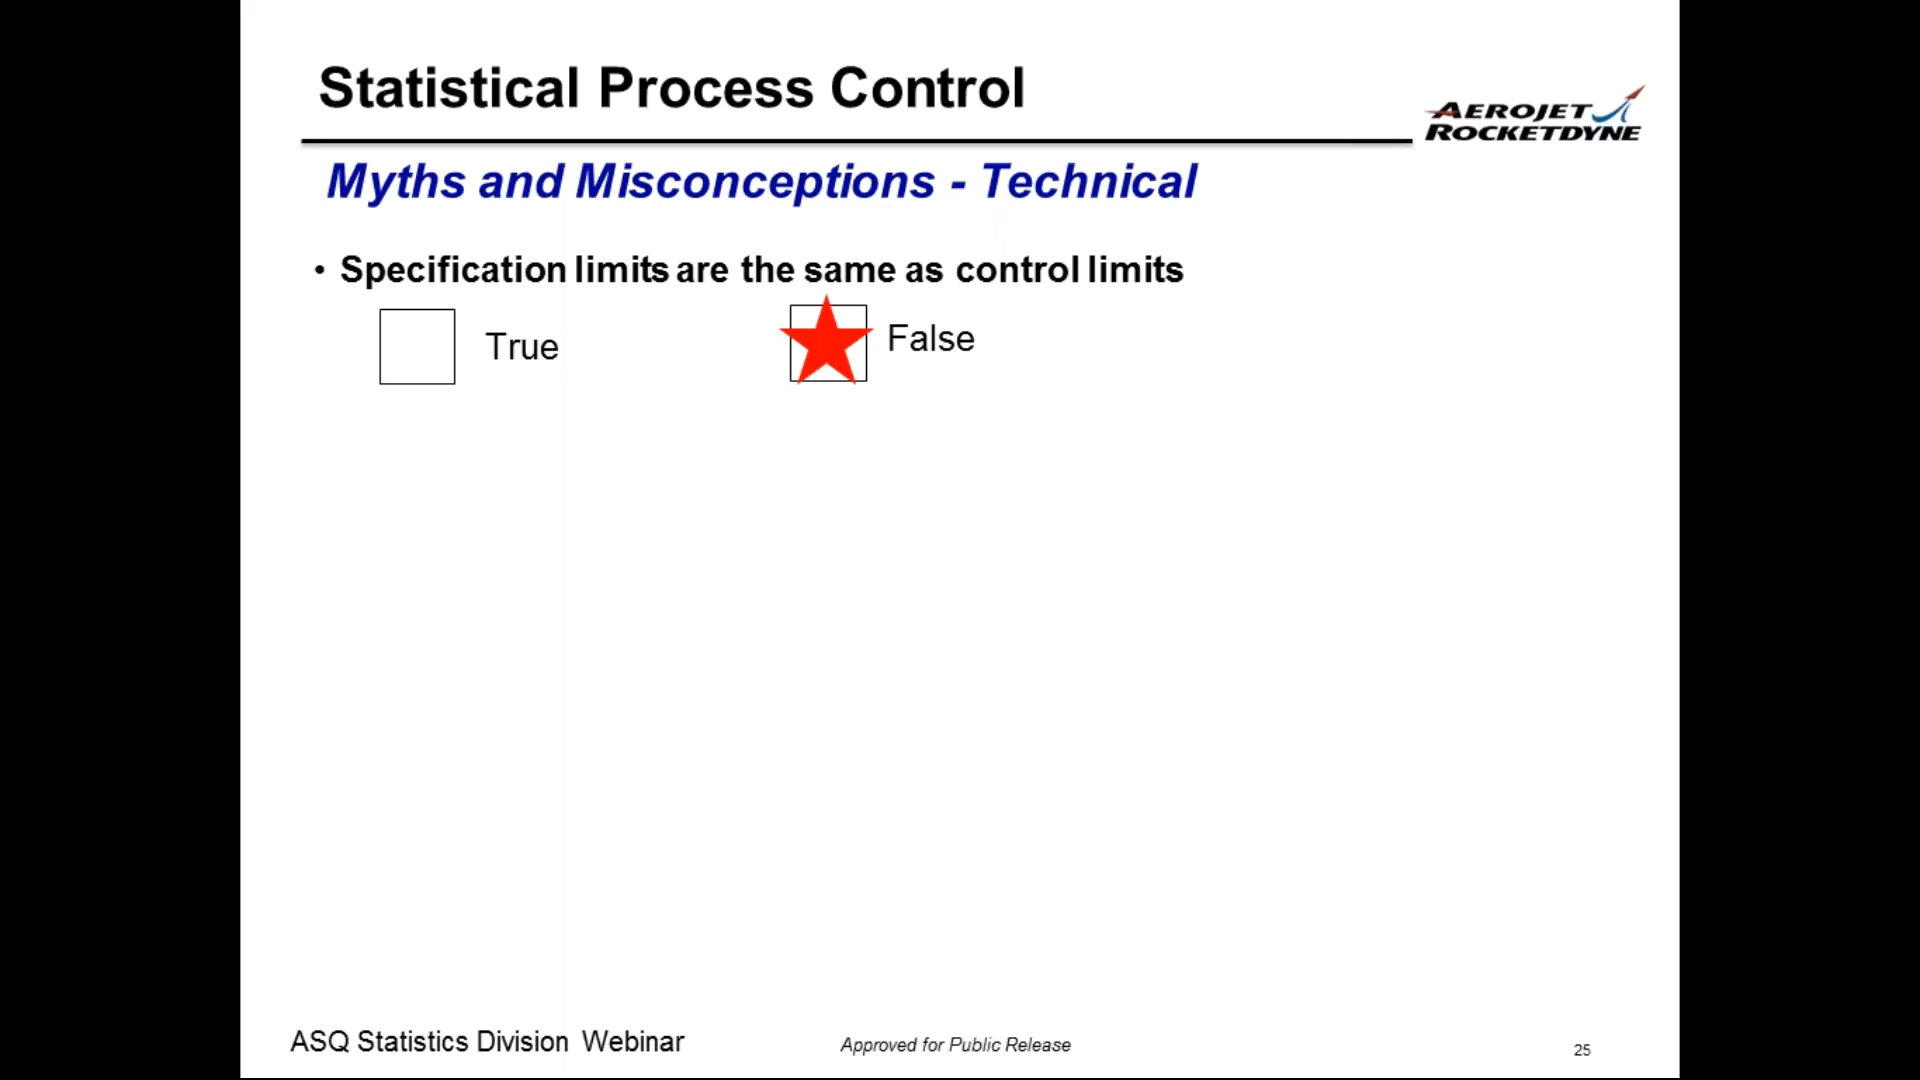 Statistical Process Control
AEROJET
ROCKETDYNE
Myths and Misconceptions - Technical
• Specification limits are the same as control limits
True
False
ASQ Statistics Division Webinar
Approved for Public Release
25